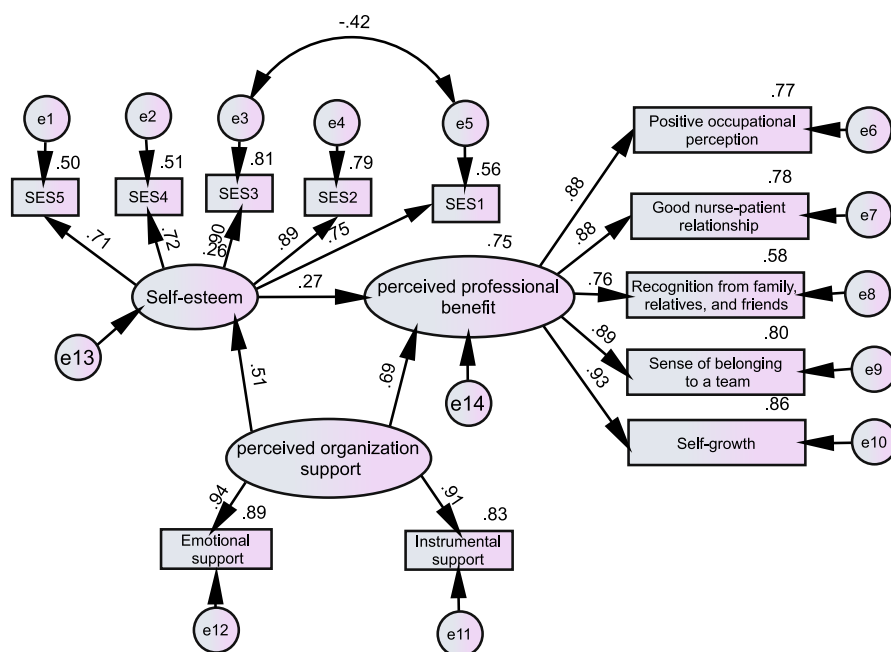 -.42
.77
e1
e2
e3
e4
e5
Positive occupational
perception
e6
.50
.51
.81
.79
.56
SES5
SES4
SES3
SES2
SES1
.88
.78
Good nurse-patient
relationship
e7
.71
.72
.90
.26
.89
.75
.75
.88
.58
Self-esteem
.27
perceived professional
benefit
.76
Recognition from family,
relatives, and friends
e8
e13
.89
.80
.51
.69
e14
Sense of belonging
to a team
e9
.93
.86
perceived organization
support
Self-growth
e10
.94
.89
.91
.83
Emotional
support
Instrumental
support
e12
e11